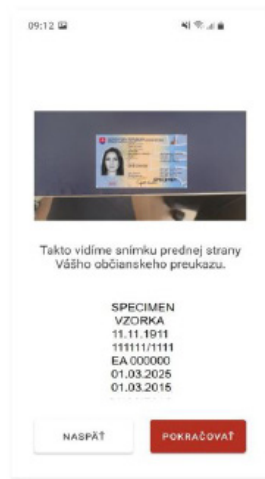 09:12
Takto vidíme snímku prednej strany
Vášho občianskeho preukazu.
SPECIMEN
VZORKA
11.11.1911
111111/1111
EA 000000
01.03.2025
01.03.2015
NASPÄŤ
POKRAČOVAŤ